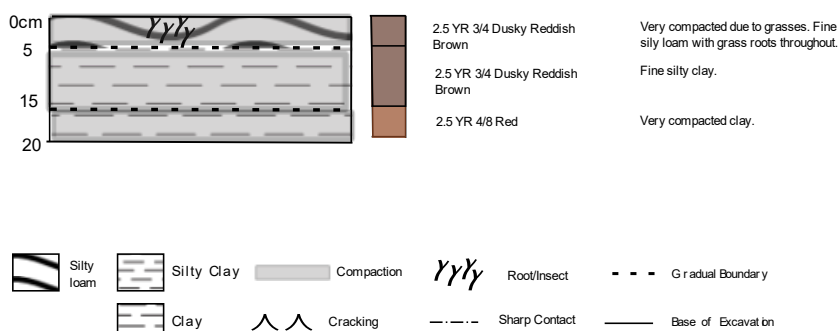 0cm
2.5 YR 3/4 Dusky Reddish
Brown
Very compacted due to grasses. Fine
sily loam with grass roots throughout.
5
2.5 YR 3/4 Dusky Reddish
Brown
Fine silty clay.
15
2.5 YR 4/8 Red
Very compacted clay.
20
Silty
loam
Silty Clay
Compaction
Root/Insect
Gradual Boundary
Clay
Cracking
Sharp Contact
Base of Excavation